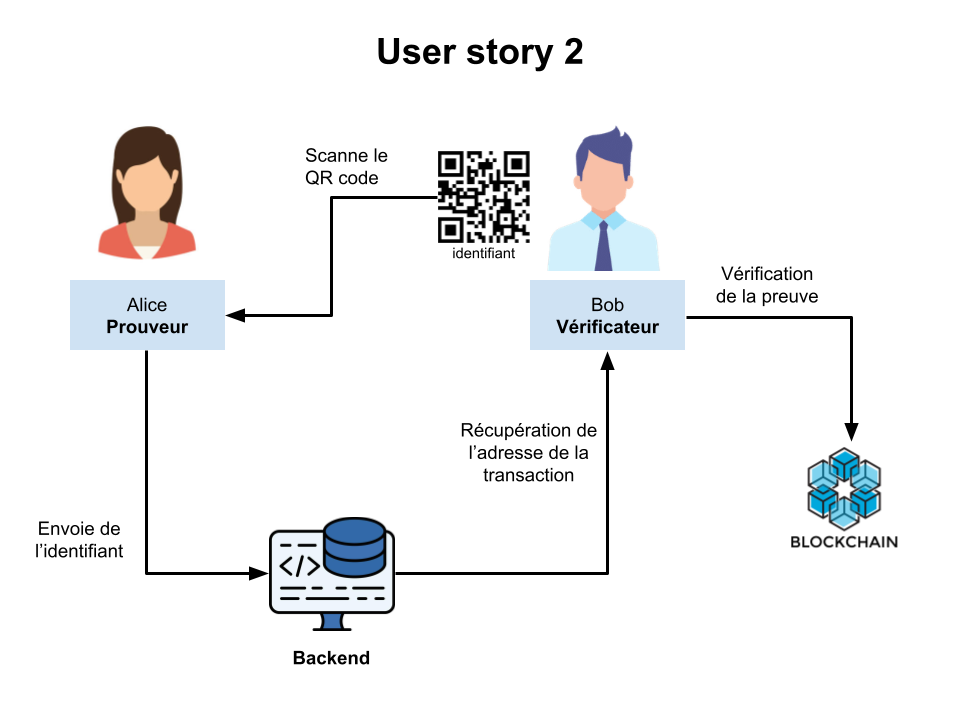 User story 2
Scanne le
QR code
identifiant
Alice
Prouveur
Bob
Vérificateur
Vérification
de la preuve
Récupération de
l’adresse de la
transaction
Envoie de
l’identifiant
BLOCKCHAIN
Backend